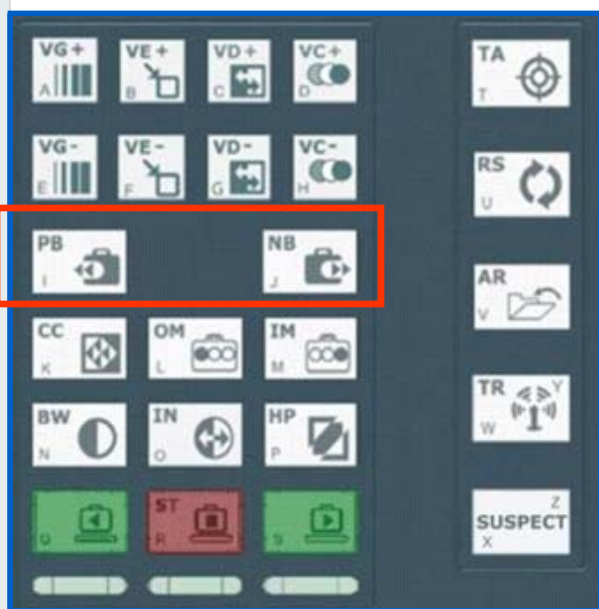 VG+
A
VE+
B
VD+
C
VC+
D
TA
T
VG-
E
VE-
F
VD-
G
VC-
H
RS
U
PB
I
NB
J
AR
V
CC
K
OM
L
IM
M
TR
Y
W
BW
N
IN
O
HP
P
Q
ST
R
S
Z
SUSPECT
X